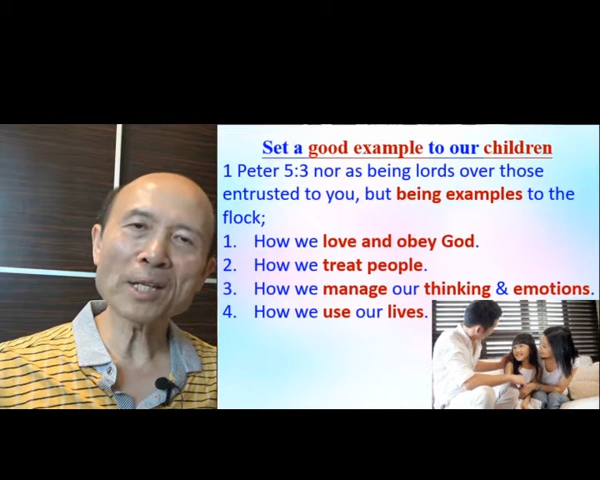 Set a good example to our children
1 Peter 5:3 nor as being lords over those
entrusted to you, but being examples to the
flock;
1. How we love and obey God.
2. How we treat people.
3. How we manage our thinking & emotions.
4. How we use our lives.